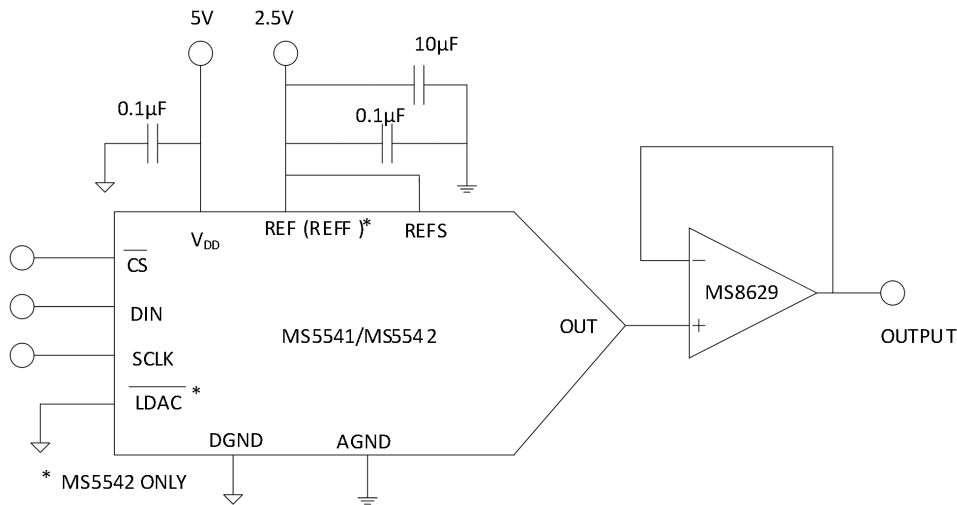 5V
2.5V
10µF
0.1µF
0.1µF
V_DD
REF (REFF )*
REFS
CS
DIN
SCLK
LDAC *
MS5541/MS5542
OUT
DGND
AGND
−
+
MS8629
OUTPUT
* MS5542 ONLY